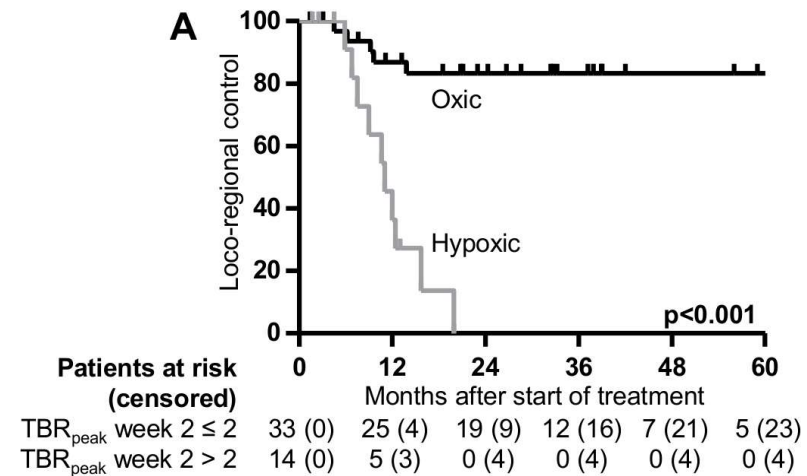 A
100
80
60
40
20
0
Loco-regional control
Oxic
Hypoxic
p<0.001
0 12 24 36 48 60
Months after start of treatment
Patients at risk
(censored)
TBRpeak week 2 ≤ 2 33 (0) 25 (4) 19 (9) 12 (16) 7 (21) 5 (23)
TBRpeak week 2 > 2 14 (0) 5 (3) 0 (4) 0 (4) 0 (4) 0 (4)